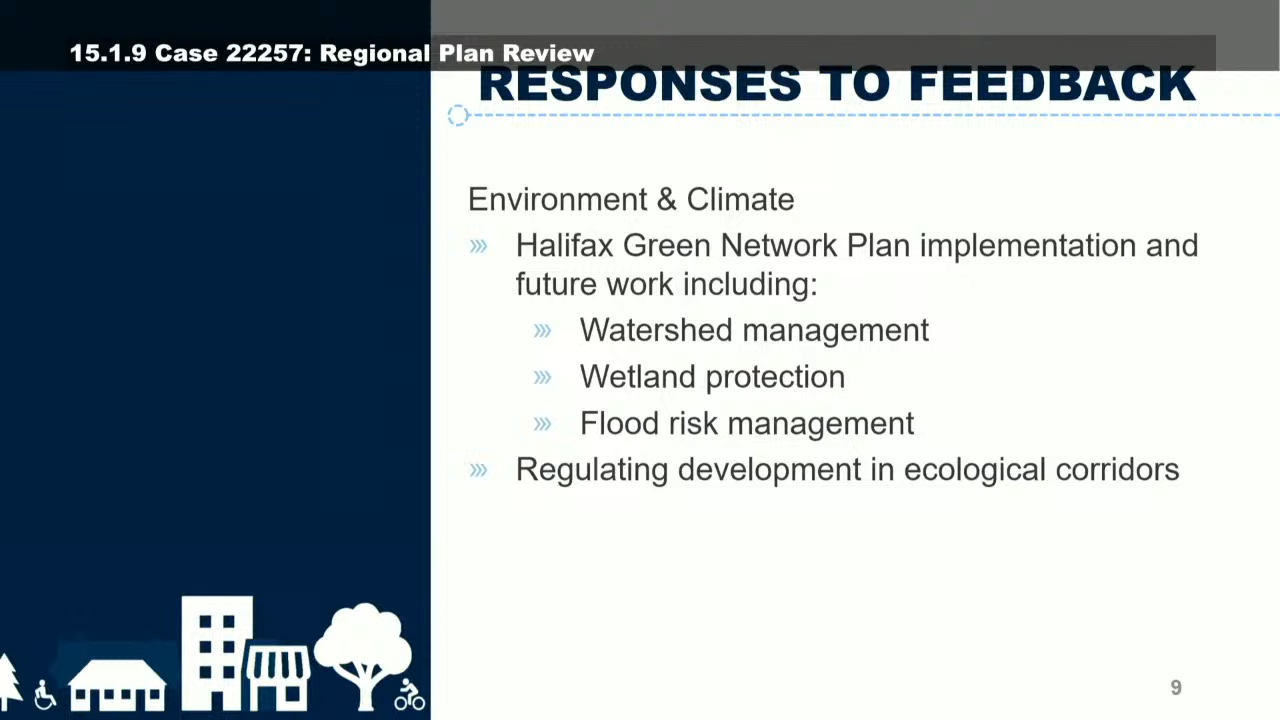 15.1.9 Case 22257: Regional Plan Review
RESPONSES TO FEEDBACK
Environment & Climate
Halifax Green Network Plan implementation and
future work including:
Watershed management
Wetland protection
Flood risk management
Regulating development in ecological corridors
9